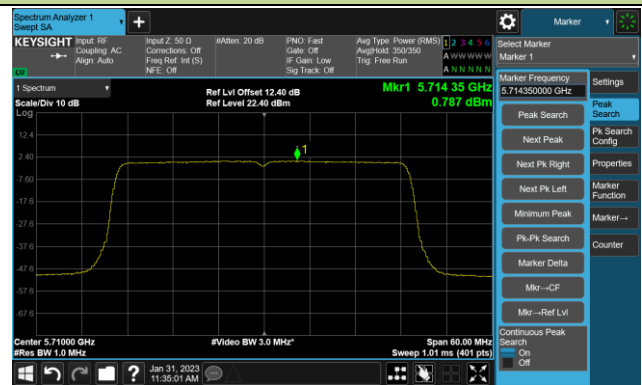 Spectrum Analyzer 1
Swept SA
+
Marker
KEYSIGHT
Input: RF
Coupling: AC
Align: Auto
Input Z: 50 Ω
Corrections: Off
Freq Ref: Int (S)
NFE: Off
#Atten: 20 dB
PNO: Fast
Gate: Off
IF Gain: Low
Sig Track: Off
Avg Type: Power (RMS)
Avg|Hold: 350/350
Trig: Free Run
1 2 3 4 5 6
A W W W W W
A N N N N N
Select Marker
Marker 1
1 Spectrum
Scale/Div 10 dB
Log
Ref Lvl Offset 12.40 dB
Ref Level 22.40 dBm
Mkr1 5.714 35 GHz
0.787 dBm
12.4
2.40
-7.60
-17.6
-27.6
-37.6
-47.6
-57.6
-67.6
1
Center 5.71000 GHz
#Res BW 1.0 MHz
#Video BW 3.0 MHz*
Span 60.00 MHz
Sweep 1.01 ms (401 pts)
Marker Frequency
5.714350000 GHz
Peak Search
Next Peak
Next Pk Right
Next Pk Left
Minimum Peak
Pk-Pk Search
Marker Delta
Mkr→CF
Mkr→Ref Lvl
Continuous Peak
Search
On
Off
Settings
Peak
Search
Pk Search
Config
Properties
Marker
Function
Marker→
Counter
?
Jan 31, 2023
11:35:01 AM